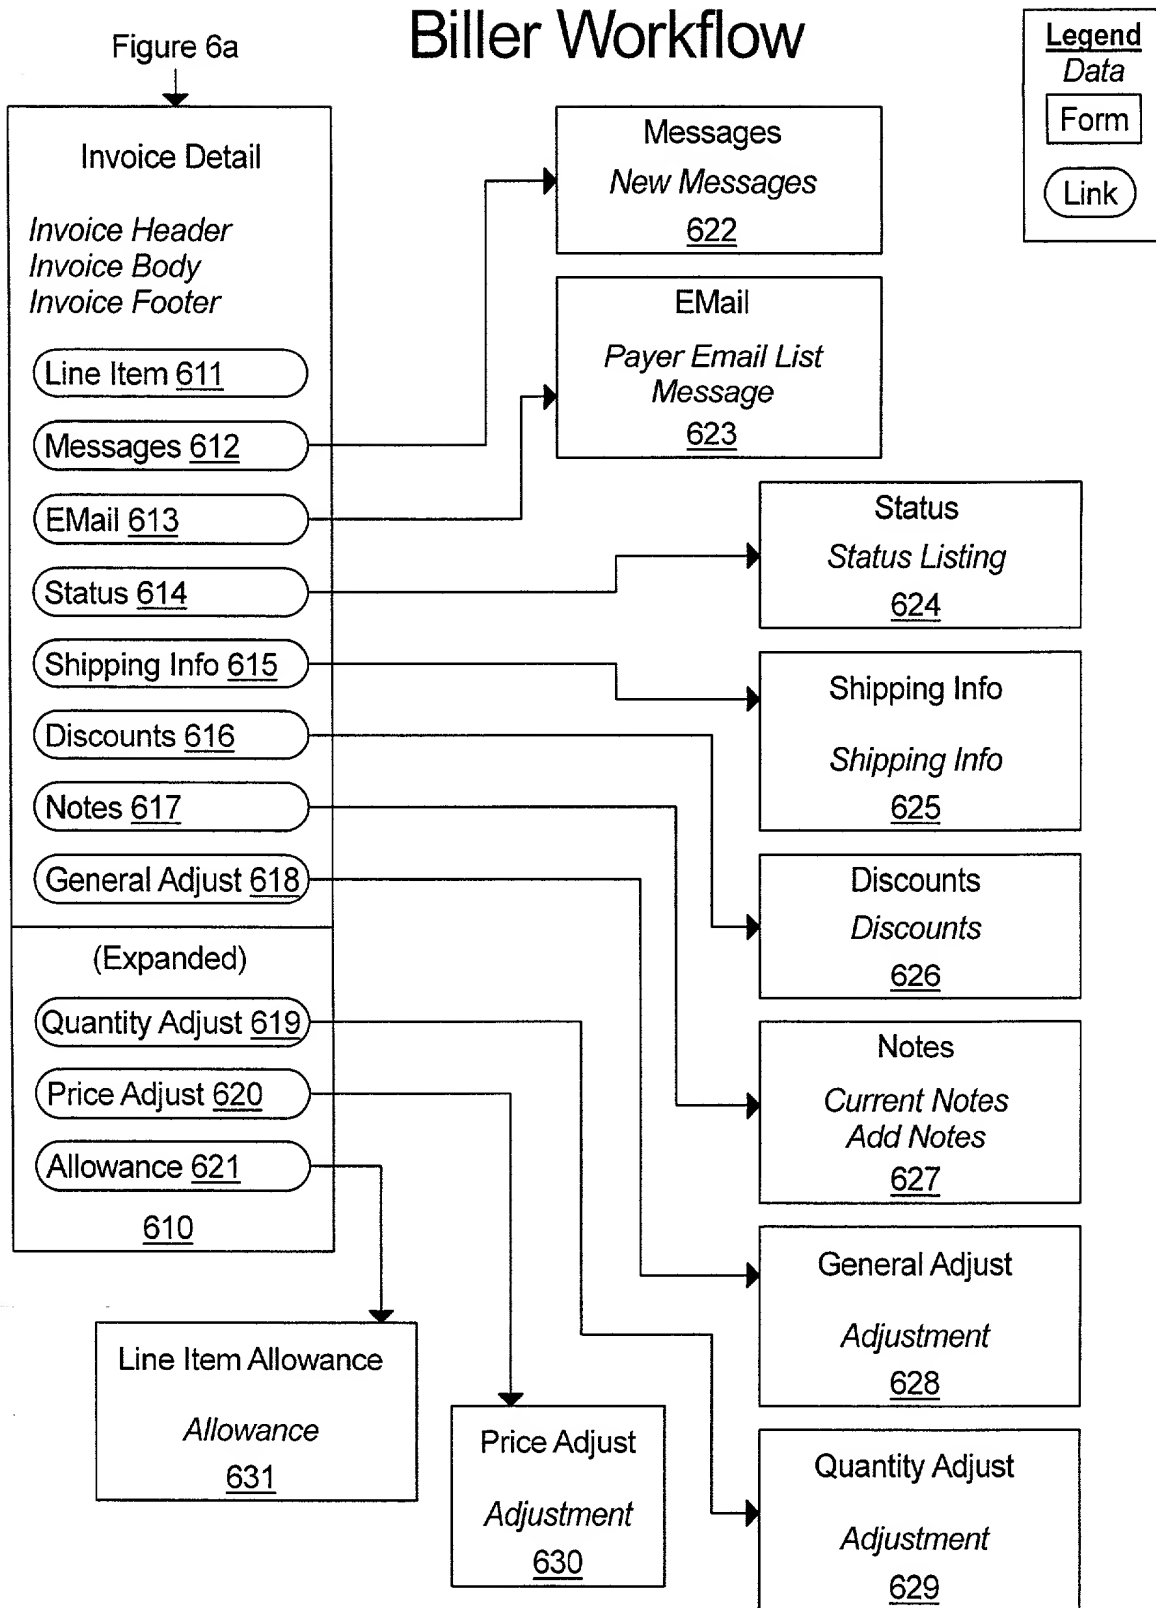 Biller Workflow
Figure 6a
Legend
Data
Form
Link
Invoice Detail
Invoice Header
Invoice Body
Invoice Footer
Line Item 611
Messages 612
EMail 613
Status 614
Shipping Info 615
Discounts 616
Notes 617
General Adjust 618
(Expanded)
Quantity Adjust 619
Price Adjust 620
Allowance 621
610
Messages
New Messages
622
EMail
Payer Email List
Message
623
Status
Status Listing
624
Shipping Info
Shipping Info
625
Discounts
Discounts
626
Notes
Current Notes
Add Notes
627
General Adjust
Adjustment
628
Quantity Adjust
Adjustment
629
Price Adjust
Adjustment
630
Line Item Allowance
Allowance
631